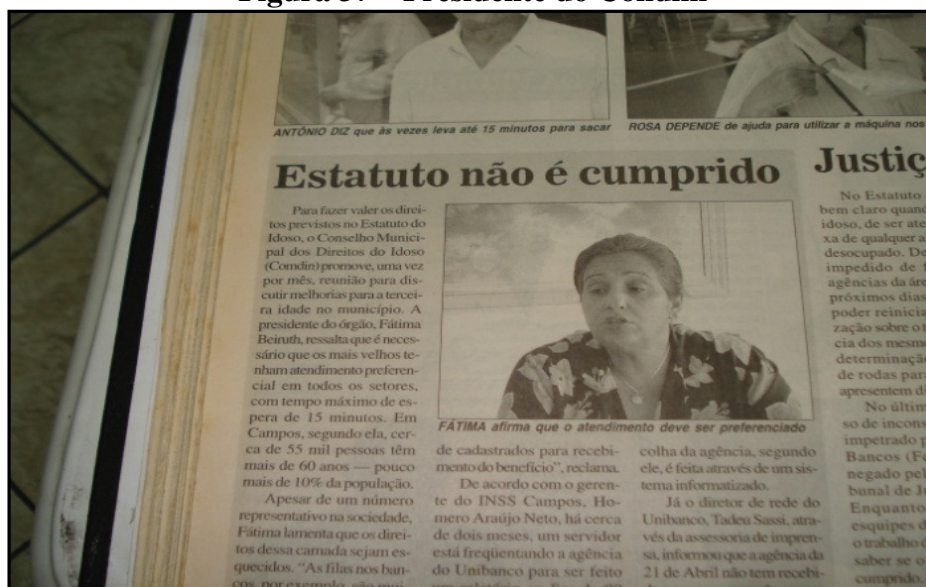 ANTÔNIO DIZ que às vezes leva até 15 minutos para sacar
ROSA DEPENDE de ajuda para utilizar a máquina nos
Estatuto não é cumprido
Para fazer valer os direi-
tos previstos no Estatuto do
Idoso, o Conselho Munici-
pal dos Direitos do Idoso
(Comdin) promove, uma vez
por mês, reunião para dis-
cutir melhorias para a tercei-
ra idade no município. A
presidente do órgão, Fátima
Beiruth, ressalta que é neces-
sário que os mais velhos te-
nham atendimento preferen-
cial em todos os setores,
com tempo máximo de es-
pera de 15 minutos. Em
Campos, segundo ela, cer-
ca de 55 mil pessoas têm
mais de 60 anos — pouco
mais de 10% da população.
Apesar de um número
representativo na sociedade,
Fátima lamenta que os direi-
tos dessa camada sejam es-
quecidos. "As filas nos ban-
cos, por exemplo, são mui-
FÁTIMA afirma que o atendimento deve ser preferenciado
de cadastrados para recebi-
mento do benefício", reclama.
De acordo com o geren-
te do INSS Campos, Ho-
mero Araújo Neto, há cerca
de dois meses, um servidor
está freqüentando a agência
do Unibanco para ser feito
colha da agência, segundo
ele, é feita através de um sis-
tema informatizado.
Já o diretor de rede do
Unibanco, Tadeu Sassi, atra-
vés da assessoria de impren-
sa, informou que a agência da
21 de Abril não tem recebi-
Justiç
No Estatuto
bem claro quand
idoso, de ser ate
xa de qualquer a
desocupado. De
impedido de
agências da áre
próximos dias
poder reinicia
zação sobre o t
cia dos mesm
determinaçã
de rodas par
apresentem d
No últim
so de incons
impetrado p
Bancos (Fe
negado pel
bunal de Ju
Enquanto
esquipes d
o trabalho d
saber se o
cumprido,